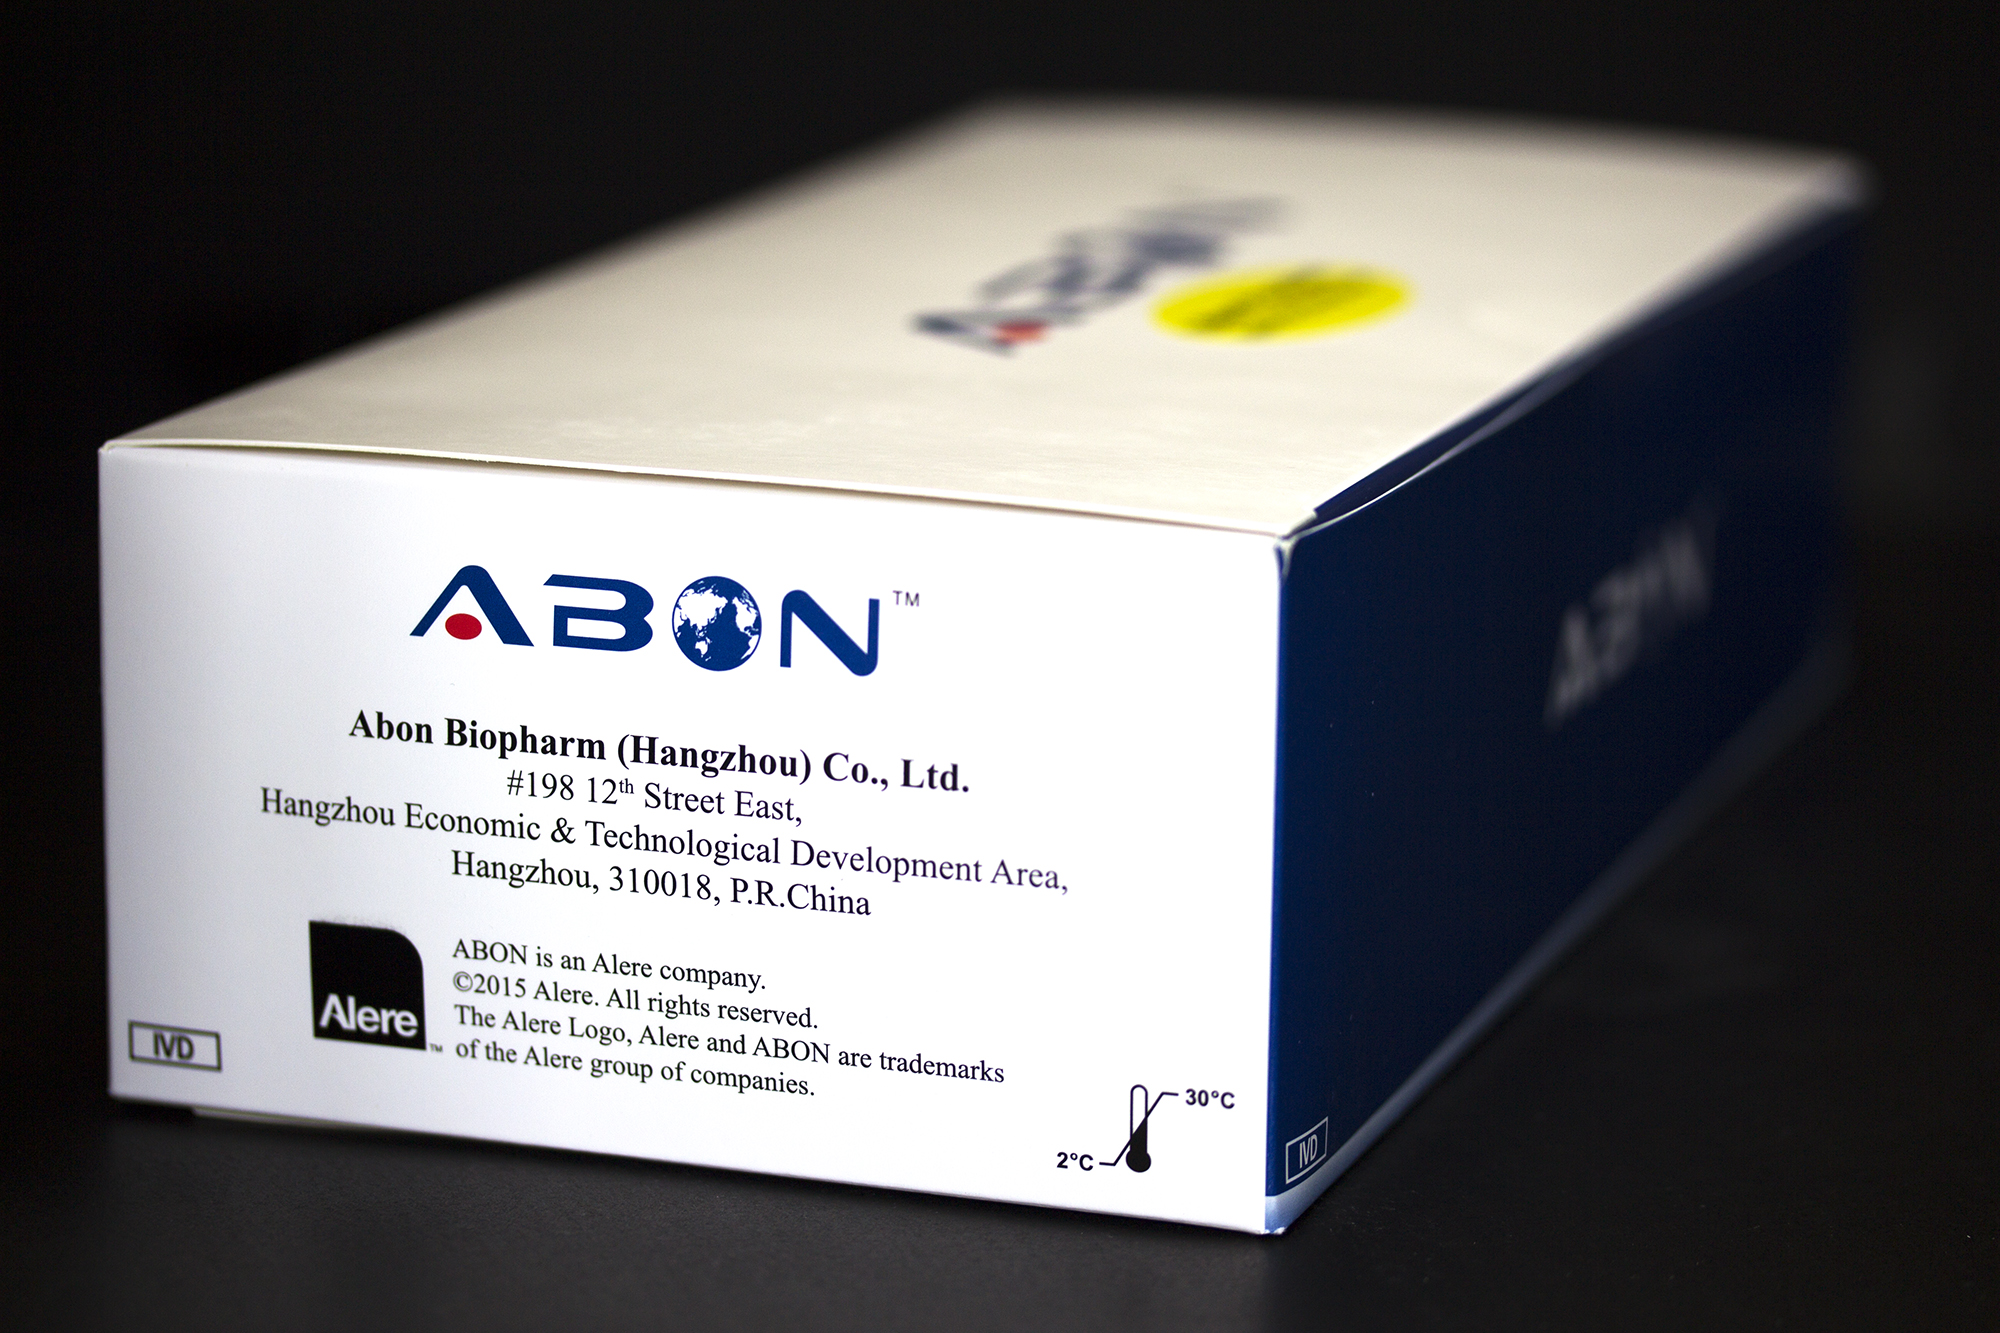 ABON™
Abon Biopharm (Hangzhou) Co., Ltd.
#198 12th Street East,
Hangzhou Economic & Technological Development Area,
Hangzhou, 310018, P.R.China
Alere™
ABON is an Alere company.
©2015 Alere. All rights reserved.
The Alere Logo, Alere and ABON are trademarks
of the Alere group of companies.
IVD
30°C
2°C
ABON
IVD